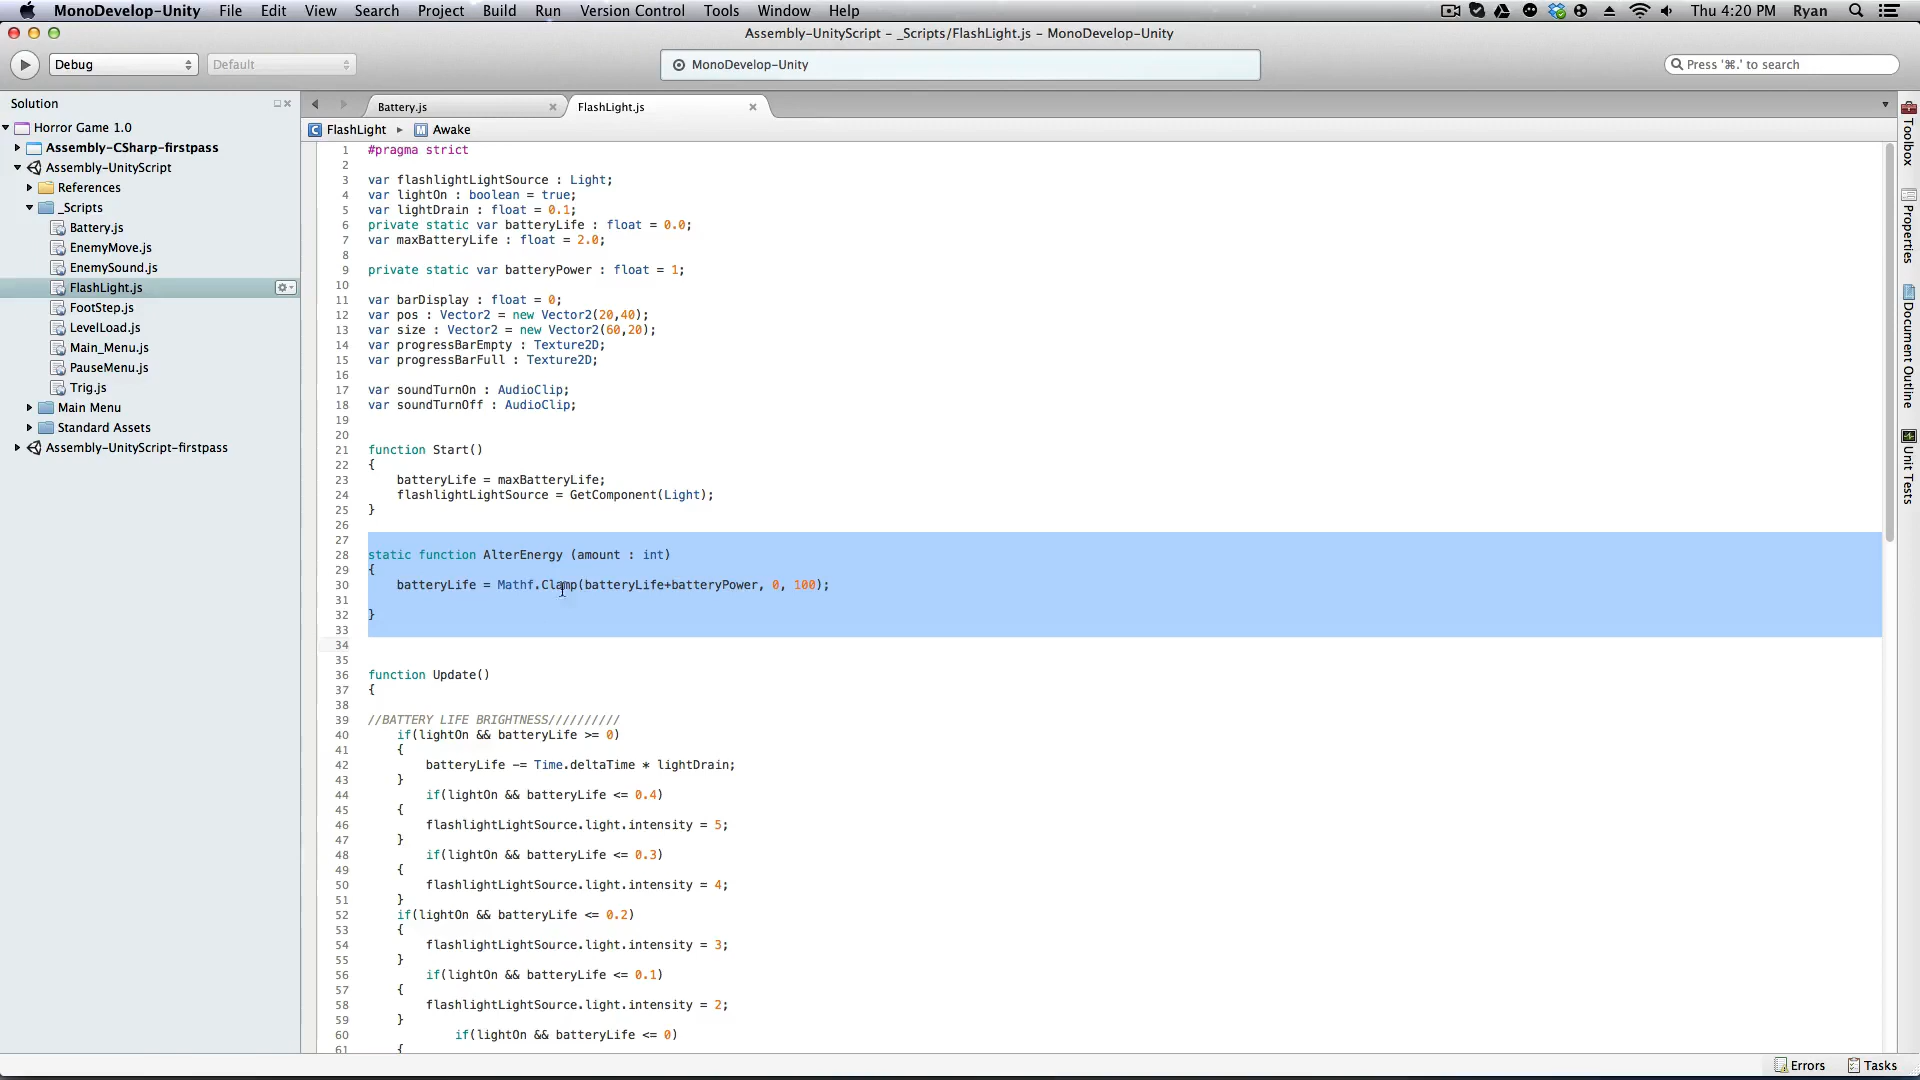 MonoDevelop-Unity File Edit View Search Project Build Run Version Control Tools Window Help Thu 4:20 PM Ryan
Assembly-UnityScript – _Scripts/FlashLight.js – MonoDevelop-Unity
Debug Default MonoDevelop-Unity Press '⌘.' to search
Solution
Horror Game 1.0
Assembly-CSharp-firstpass
Assembly-UnityScript
References
_Scripts
Battery.js
EnemyMove.js
EnemySound.js
FlashLight.js
FootStep.js
LevelLoad.js
Main_Menu.js
PauseMenu.js
Trig.js
Main Menu
Standard Assets
Assembly-UnityScript-firstpass
Battery.js FlashLight.js
C FlashLight M Awake
1 #pragma strict
2
3 var flashlightLightSource : Light;
4 var lightOn : boolean = true;
5 var lightDrain : float = 0.1;
6 private static var batteryLife : float = 0.0;
7 var maxBatteryLife : float = 2.0;
8
9 private static var batteryPower : float = 1;
10
11 var barDisplay : float = 0;
12 var pos : Vector2 = new Vector2(20,40);
13 var size : Vector2 = new Vector2(60,20);
14 var progressBarEmpty : Texture2D;
15 var progressBarFull : Texture2D;
16
17 var soundTurnOn : AudioClip;
18 var soundTurnOff : AudioClip;
19
20
21 function Start()
22 {
23 batteryLife = maxBatteryLife;
24 flashlightLightSource = GetComponent(Light);
25 }
26
27
28 static function AlterEnergy (amount : int)
29 {
30 batteryLife = Mathf.Clamp(batteryLife+batteryPower, 0, 100);
31
32 }
33
34
35
36 function Update()
37 {
38
39 //BATTERY LIFE BRIGHTNESS//////////
40 if(lightOn && batteryLife >= 0)
41 {
42 batteryLife -= Time.deltaTime * lightDrain;
43 }
44 if(lightOn && batteryLife <= 0.4)
45 {
46 flashlightLightSource.light.intensity = 5;
47 }
48 if(lightOn && batteryLife <= 0.3)
49 {
50 flashlightLightSource.light.intensity = 4;
51 }
52 if(lightOn && batteryLife <= 0.2)
53 {
54 flashlightLightSource.light.intensity = 3;
55 }
56 if(lightOn && batteryLife <= 0.1)
57 {
58 flashlightLightSource.light.intensity = 2;
59 }
60 if(lightOn && batteryLife <= 0)
61 {
Toolbox
Properties
Document Outline
Unit Tests
Errors Tasks